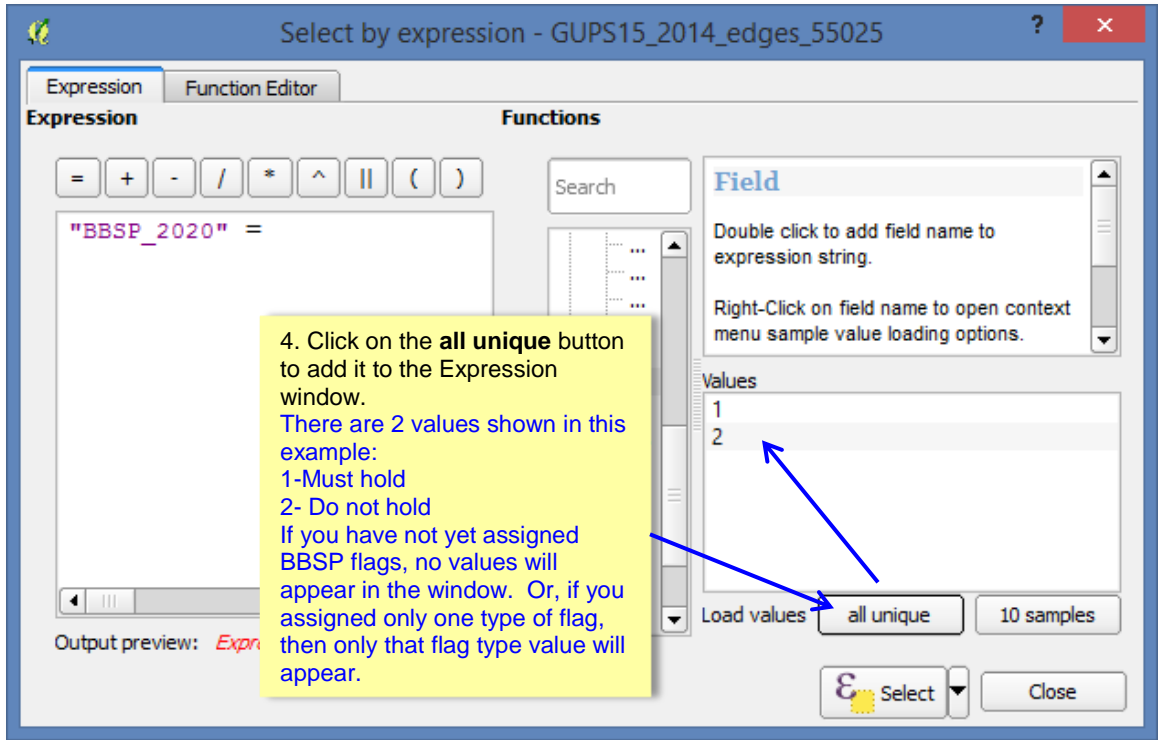 Select by expression - GUPS15_2014_edges_55025 ? ×
Expression Function Editor
Expression
Functions
= + - / * ^ || ( )
Search
"BBSP_2020" =
...
...
...
Field
Double click to add field name to
expression string.
Right-Click on field name to open context
menu sample value loading options.
4. Click on the all unique button
to add it to the Expression
window.
There are 2 values shown in this
example:
1-Must hold
2- Do not hold
If you have not yet assigned
BBSP flags, no values will
appear in the window. Or, if you
assigned only one type of flag,
then only that flag type value will
appear.
Values
1
2
Load values all unique 10 samples
Output preview:
Select Close